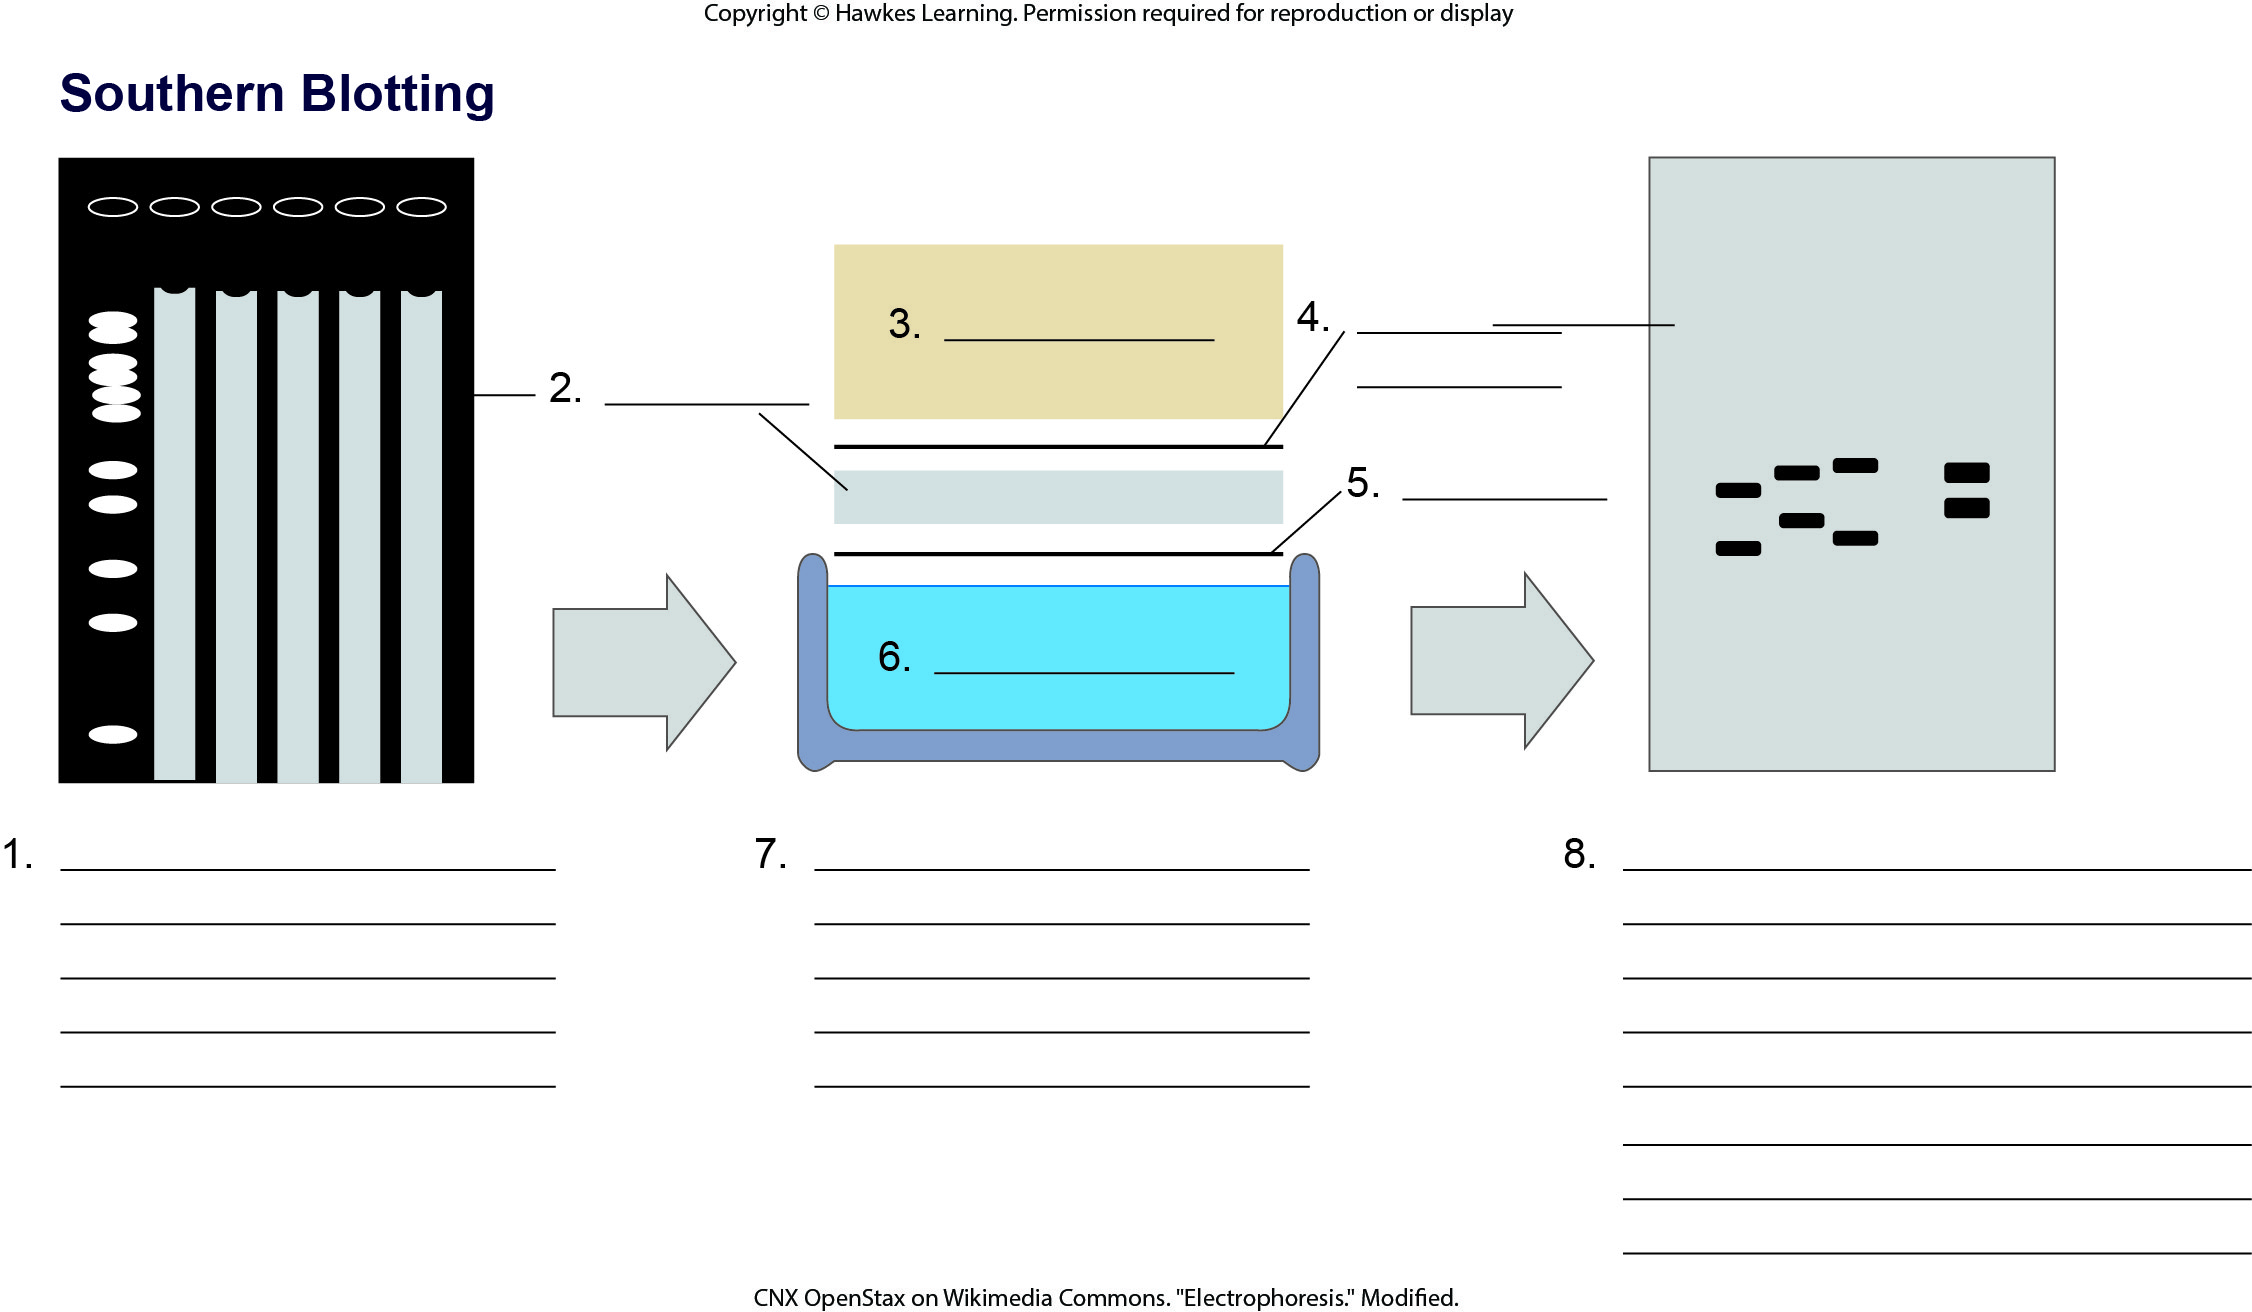 Copyright © Hawkes Learning. Permission required for reproduction or display
Southern Blotting
3.
4.
2.
5.
6.
1.
7.
8.
CNX OpenStax on Wikimedia Commons. "Electrophoresis." Modified.